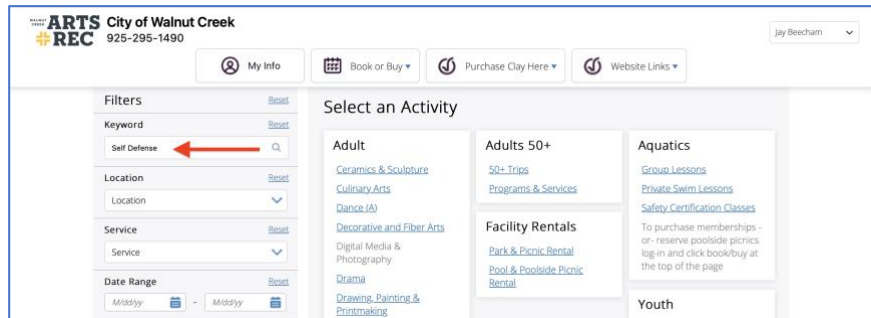 WALNUT CREEK ARTS REC
City of Walnut Creek
925-295-1490
Jay Beecham
My Info
Book or Buy
Purchase Clay Here
Website Links
Filters
Reset
Keyword
Reset
Self Defense
Location
Reset
Location
Service
Reset
Service
Date Range
Reset
M/dd/yy - M/dd/yy
Select an Activity
Adult
Ceramics & Sculpture
Culinary Arts
Dance (A)
Decorative and Fiber Arts
Digital Media &
Photography
Drama
Drawing, Painting &
Printmaking
Adults 50+
50+ Trips
Programs & Services
Facility Rentals
Park & Picnic Rental
Pool & Poolside Picnic
Rental
Aquatics
Group Lessons
Private Swim Lessons
Safety Certification Classes
To purchase memberships -
or- reserve poolside picnics
log-in and click book/buy at
the top of the page
Youth